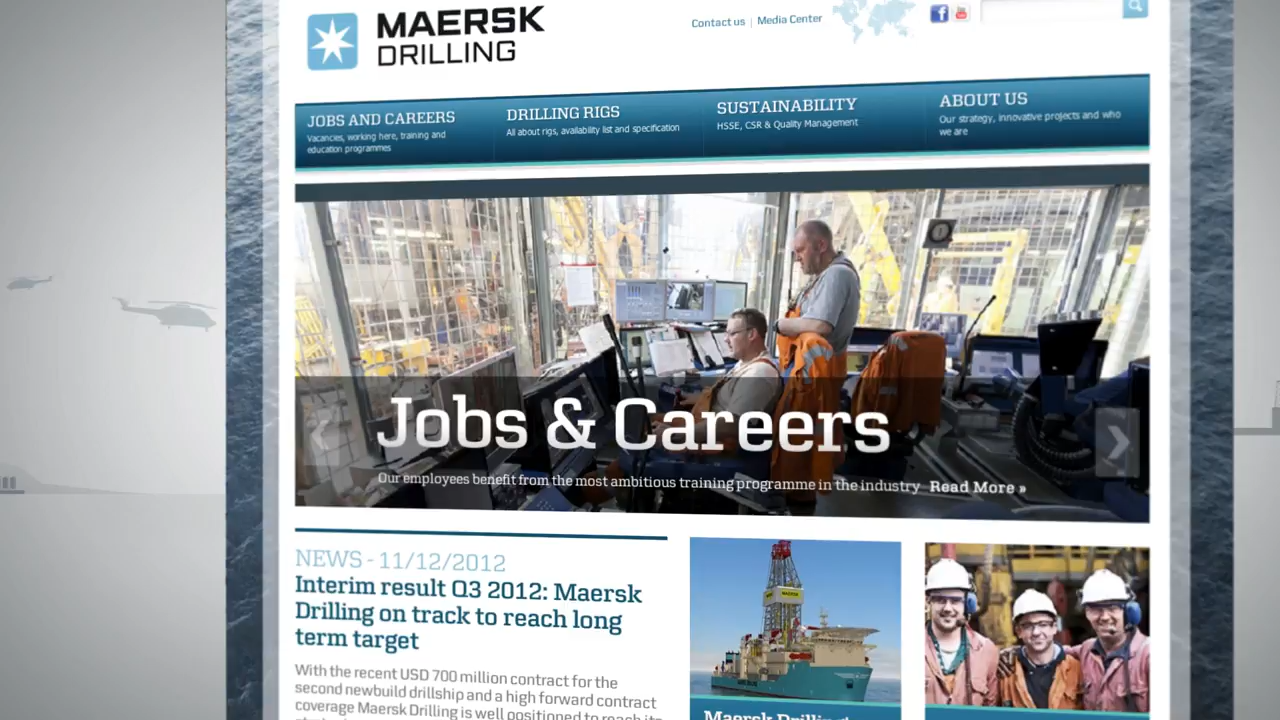 MAERSK
DRILLING
Contact us | Media Center
JOBS AND CAREERS
Vacancies, working here, training and
education programmes
DRILLING RIGS
All about rigs, availability list and specification
SUSTAINABILITY
HSSE, CSR & Quality Management
ABOUT US
Our strategy, innovative projects and who
we are
Jobs & Careers
Our employees benefit from the most ambitious training programme in the industry Read More »
NEWS - 11/12/2012
Interim result Q3 2012: Maersk
Drilling on track to reach long
term target
With the recent USD 700 million contract for the
second newbuild drillship and a high forward contract
coverage Maersk Drilling is well positioned to reach its
MAERSK
Maersk Drilling's